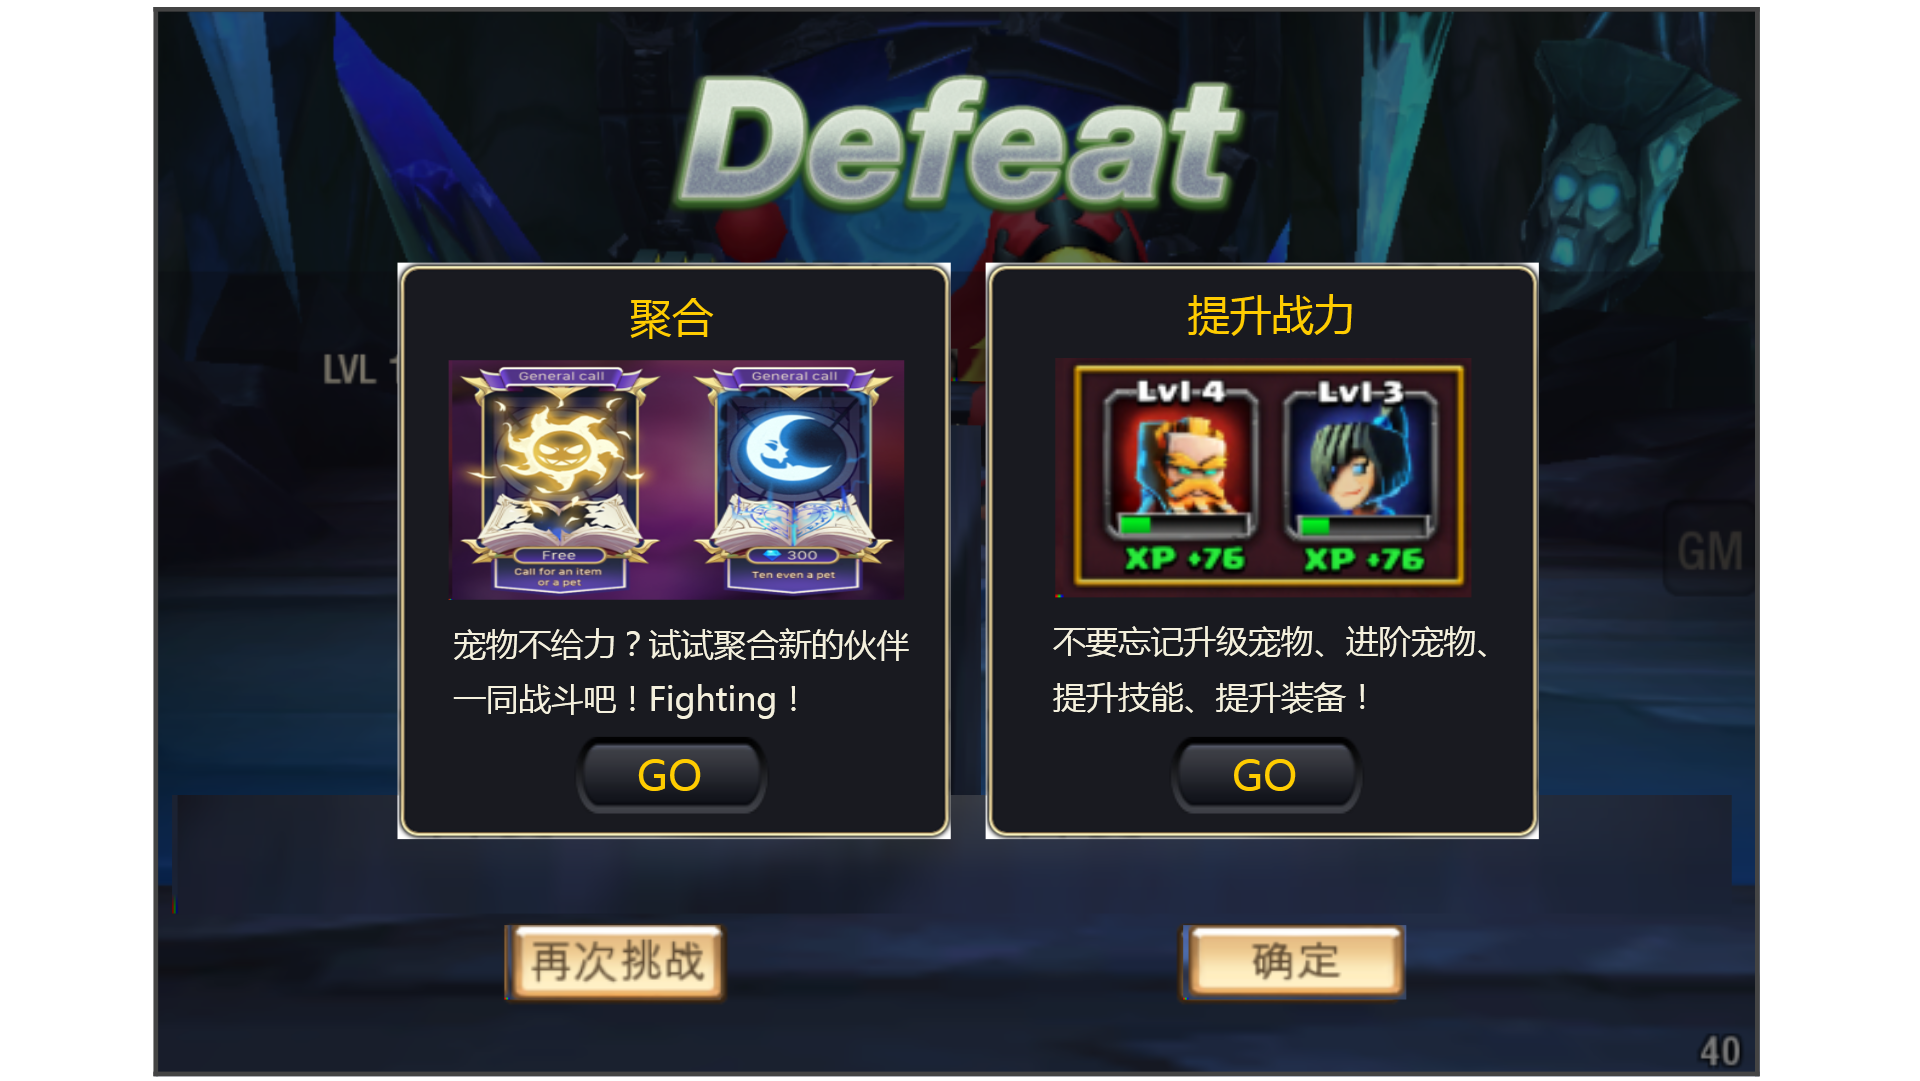 Defeat
聚合
General call
General call
Free
Call for an item
or a pet
300
Ten even a pet
宠物不给力？试试聚合新的伙伴
一同战斗吧！Fighting！
GO
提升战力
Lvl-4
Lvl-3
XP +76
XP +76
不要忘记升级宠物、进阶宠物、
提升技能、提升装备！
GO
LVL
GM
再次挑战
确定
40